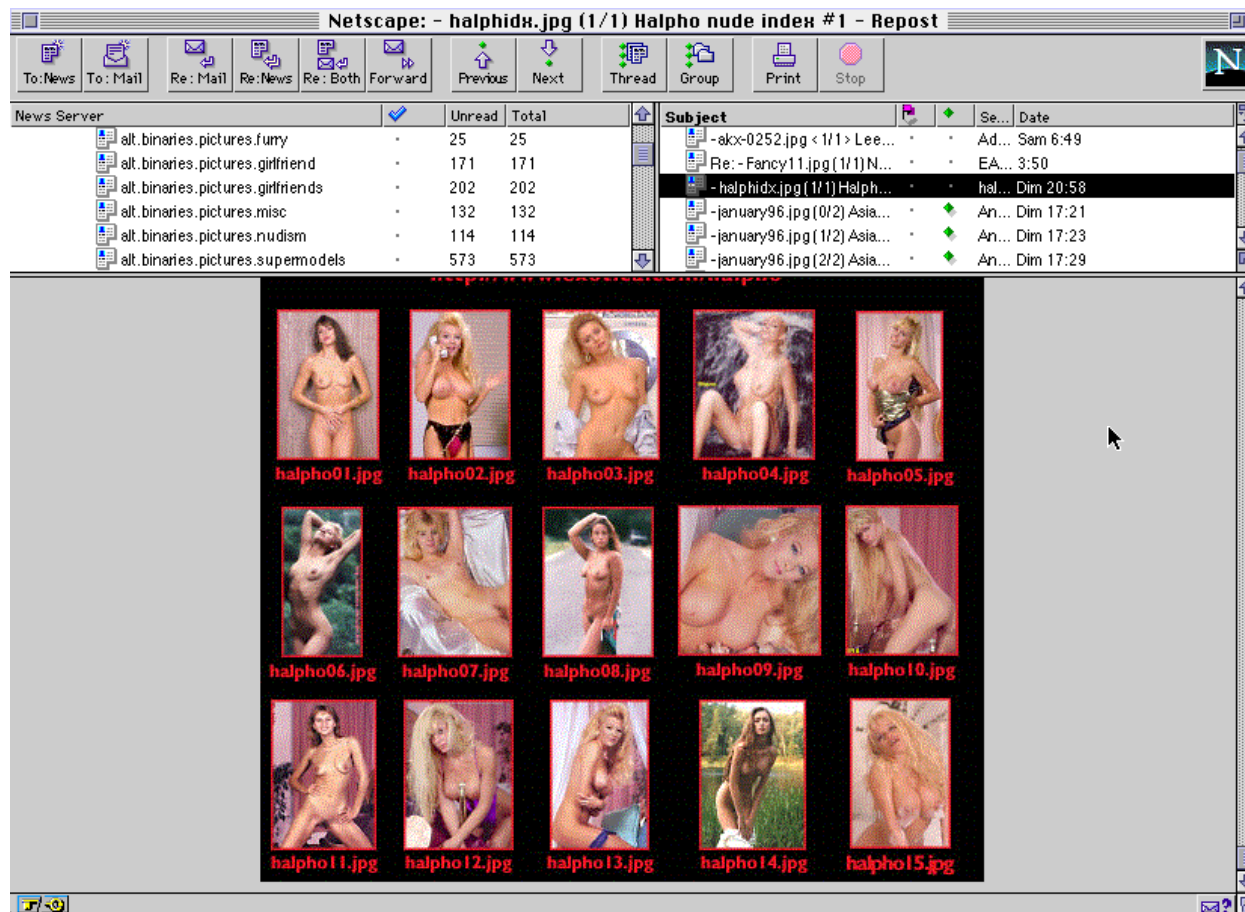 Netscape: - halphidx.jpg (1/1) Halpho nude index #1 - Repost
To:News To: Mail Re: Mail Re:News Re: Both Forward Previous Next Thread Group Print Stop
N
News Server Unread Total
alt.binaries.pictures.furry 25 25
alt.binaries.pictures.girlfriend 171 171
alt.binaries.pictures.girlfriends 202 202
alt.binaries.pictures.misc 132 132
alt.binaries.pictures.nudism 114 114
alt.binaries.pictures.supermodels 573 573
Subject Se... Date
-akx-0252.jpg <1/1> Lee... Ad... Sam 6:49
Re: - Fancy11.jpg (1/1) N... EA... 3:50
- halphidx.jpg (1/1) Halph... hal... Dim 20:58
-january96.jpg (0/2) Asia... An... Dim 17:21
-january96.jpg (1/2) Asia... An... Dim 17:23
-january96.jpg (2/2) Asia... An... Dim 17:29
halpho01.jpg halpho02.jpg halpho03.jpg halpho04.jpg halpho05.jpg
halpho06.jpg halpho07.jpg halpho08.jpg halpho09.jpg halpho10.jpg
halpho11.jpg halpho12.jpg halpho13.jpg halpho14.jpg halpho15.jpg